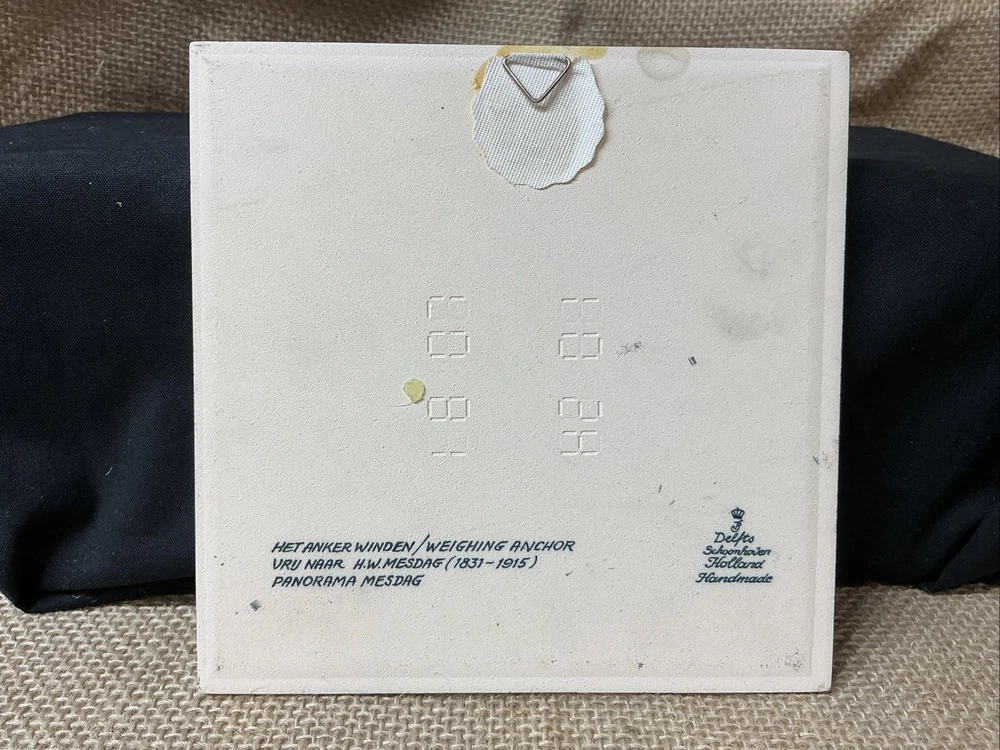 HET ANKER WINDEN/WEIGHING ANCHOR
VRIJ NAAR H.W. MESDAG (1831~1915)
PANORAMA MESDAG
Delfts
Schoonhoven
Holland
Handmade